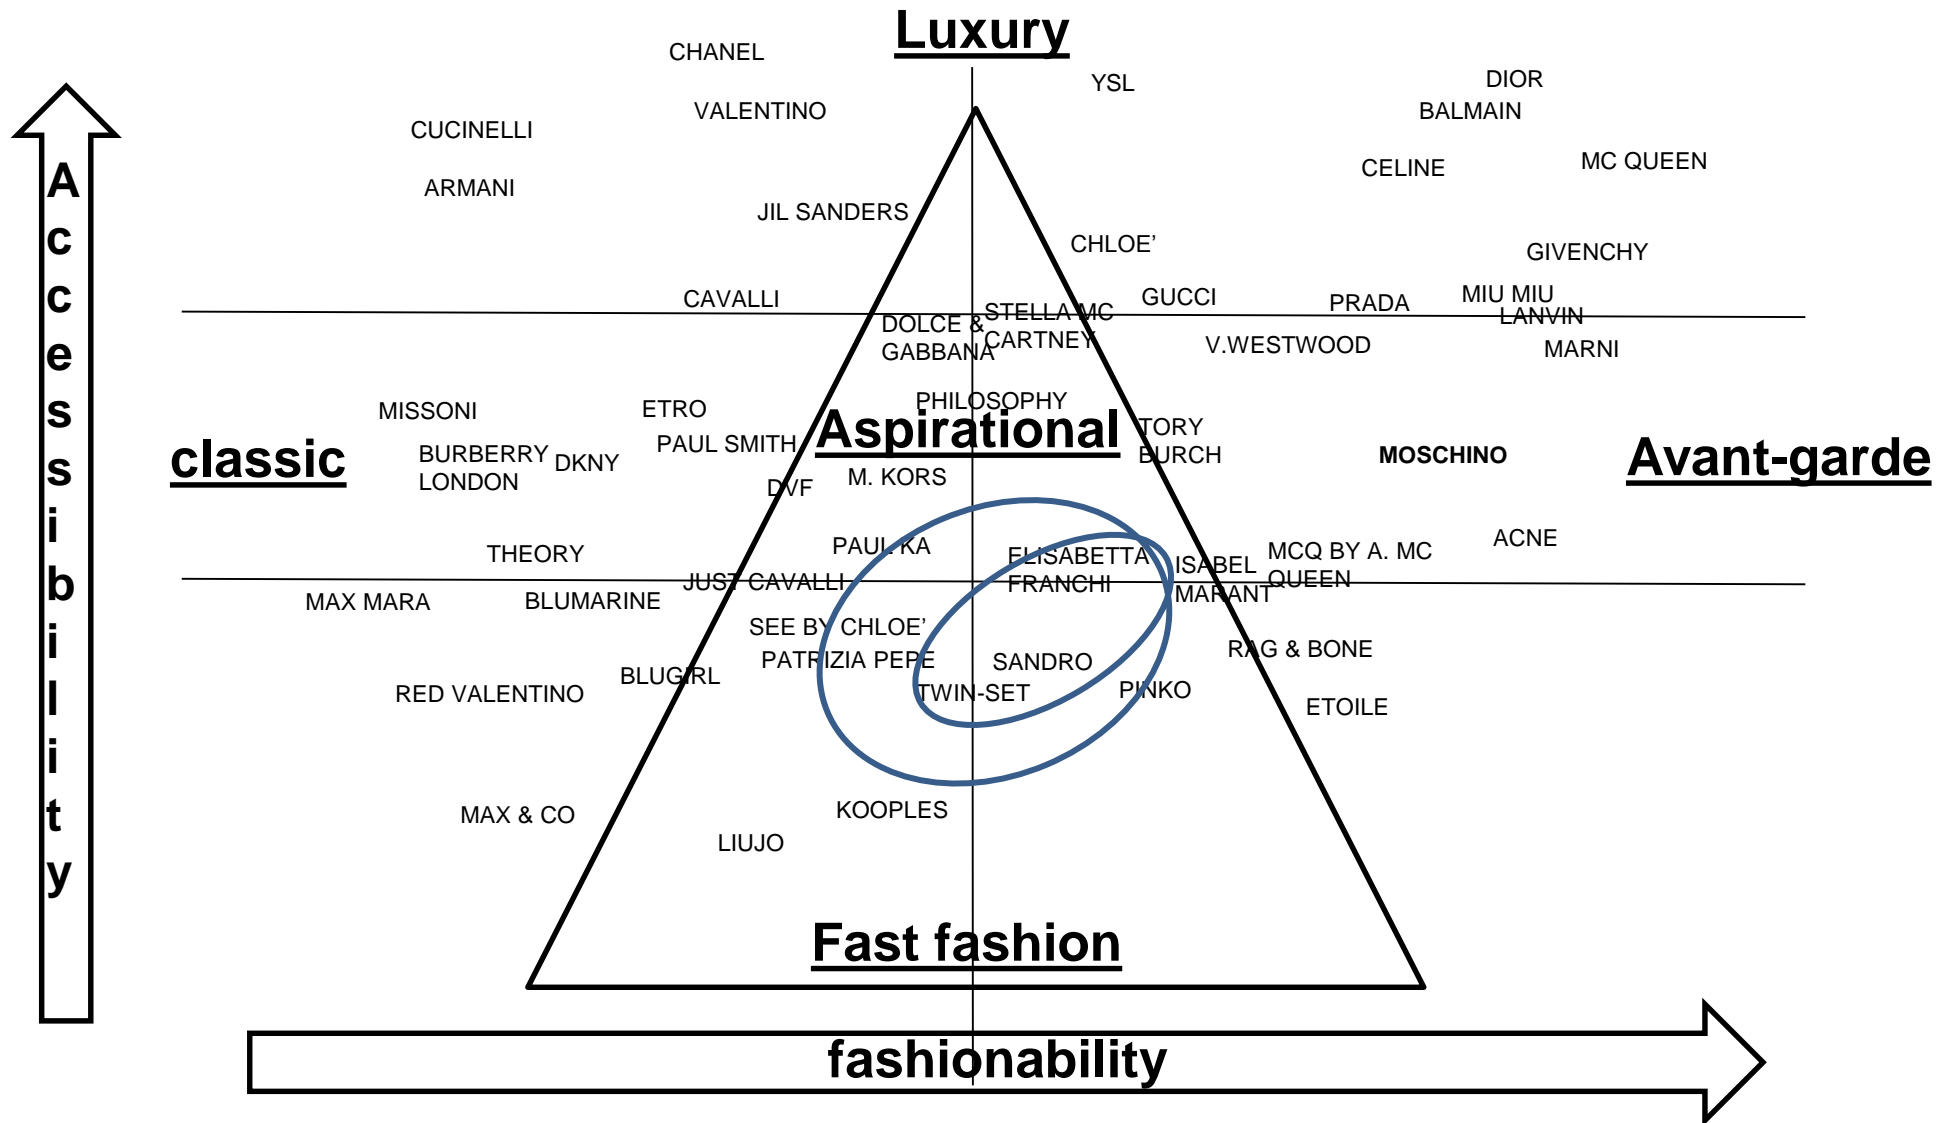 Luxury
CHANEL
YSL
DIOR
VALENTINO
BALMAIN
CUCINELLI
CELINE
MC QUEEN
ARMANI
JIL SANDERS
CHLOE’
GIVENCHY
CAVALLI
GUCCI
PRADA
MIU MIU
LANVIN
STELLA MC
CARTNEY
DOLCE &
GABBANA
V.WESTWOOD
MARNI
MISSONI
ETRO
PHILOSOPHY
Aspirational
TORY
BURCH
PAUL SMITH
classic
BURBERRY
LONDON
DKNY
MOSCHINO
Avant-garde
DVF
M. KORS
THEORY
PAUL KA
ELISABETTA
FRANCHI
ISABEL
MARANT
MCQ BY A. MC
QUEEN
ACNE
JUST CAVALLI
MAX MARA
BLUMARINE
SEE BY CHLOE’
PATRIZIA PEPE
SANDRO
RAG & BONE
BLUGIRL
RED VALENTINO
TWIN-SET
PINKO
ETOILE
MAX & CO
KOOPLES
LIUJO
Fast fashion
fashionability
Accessibility